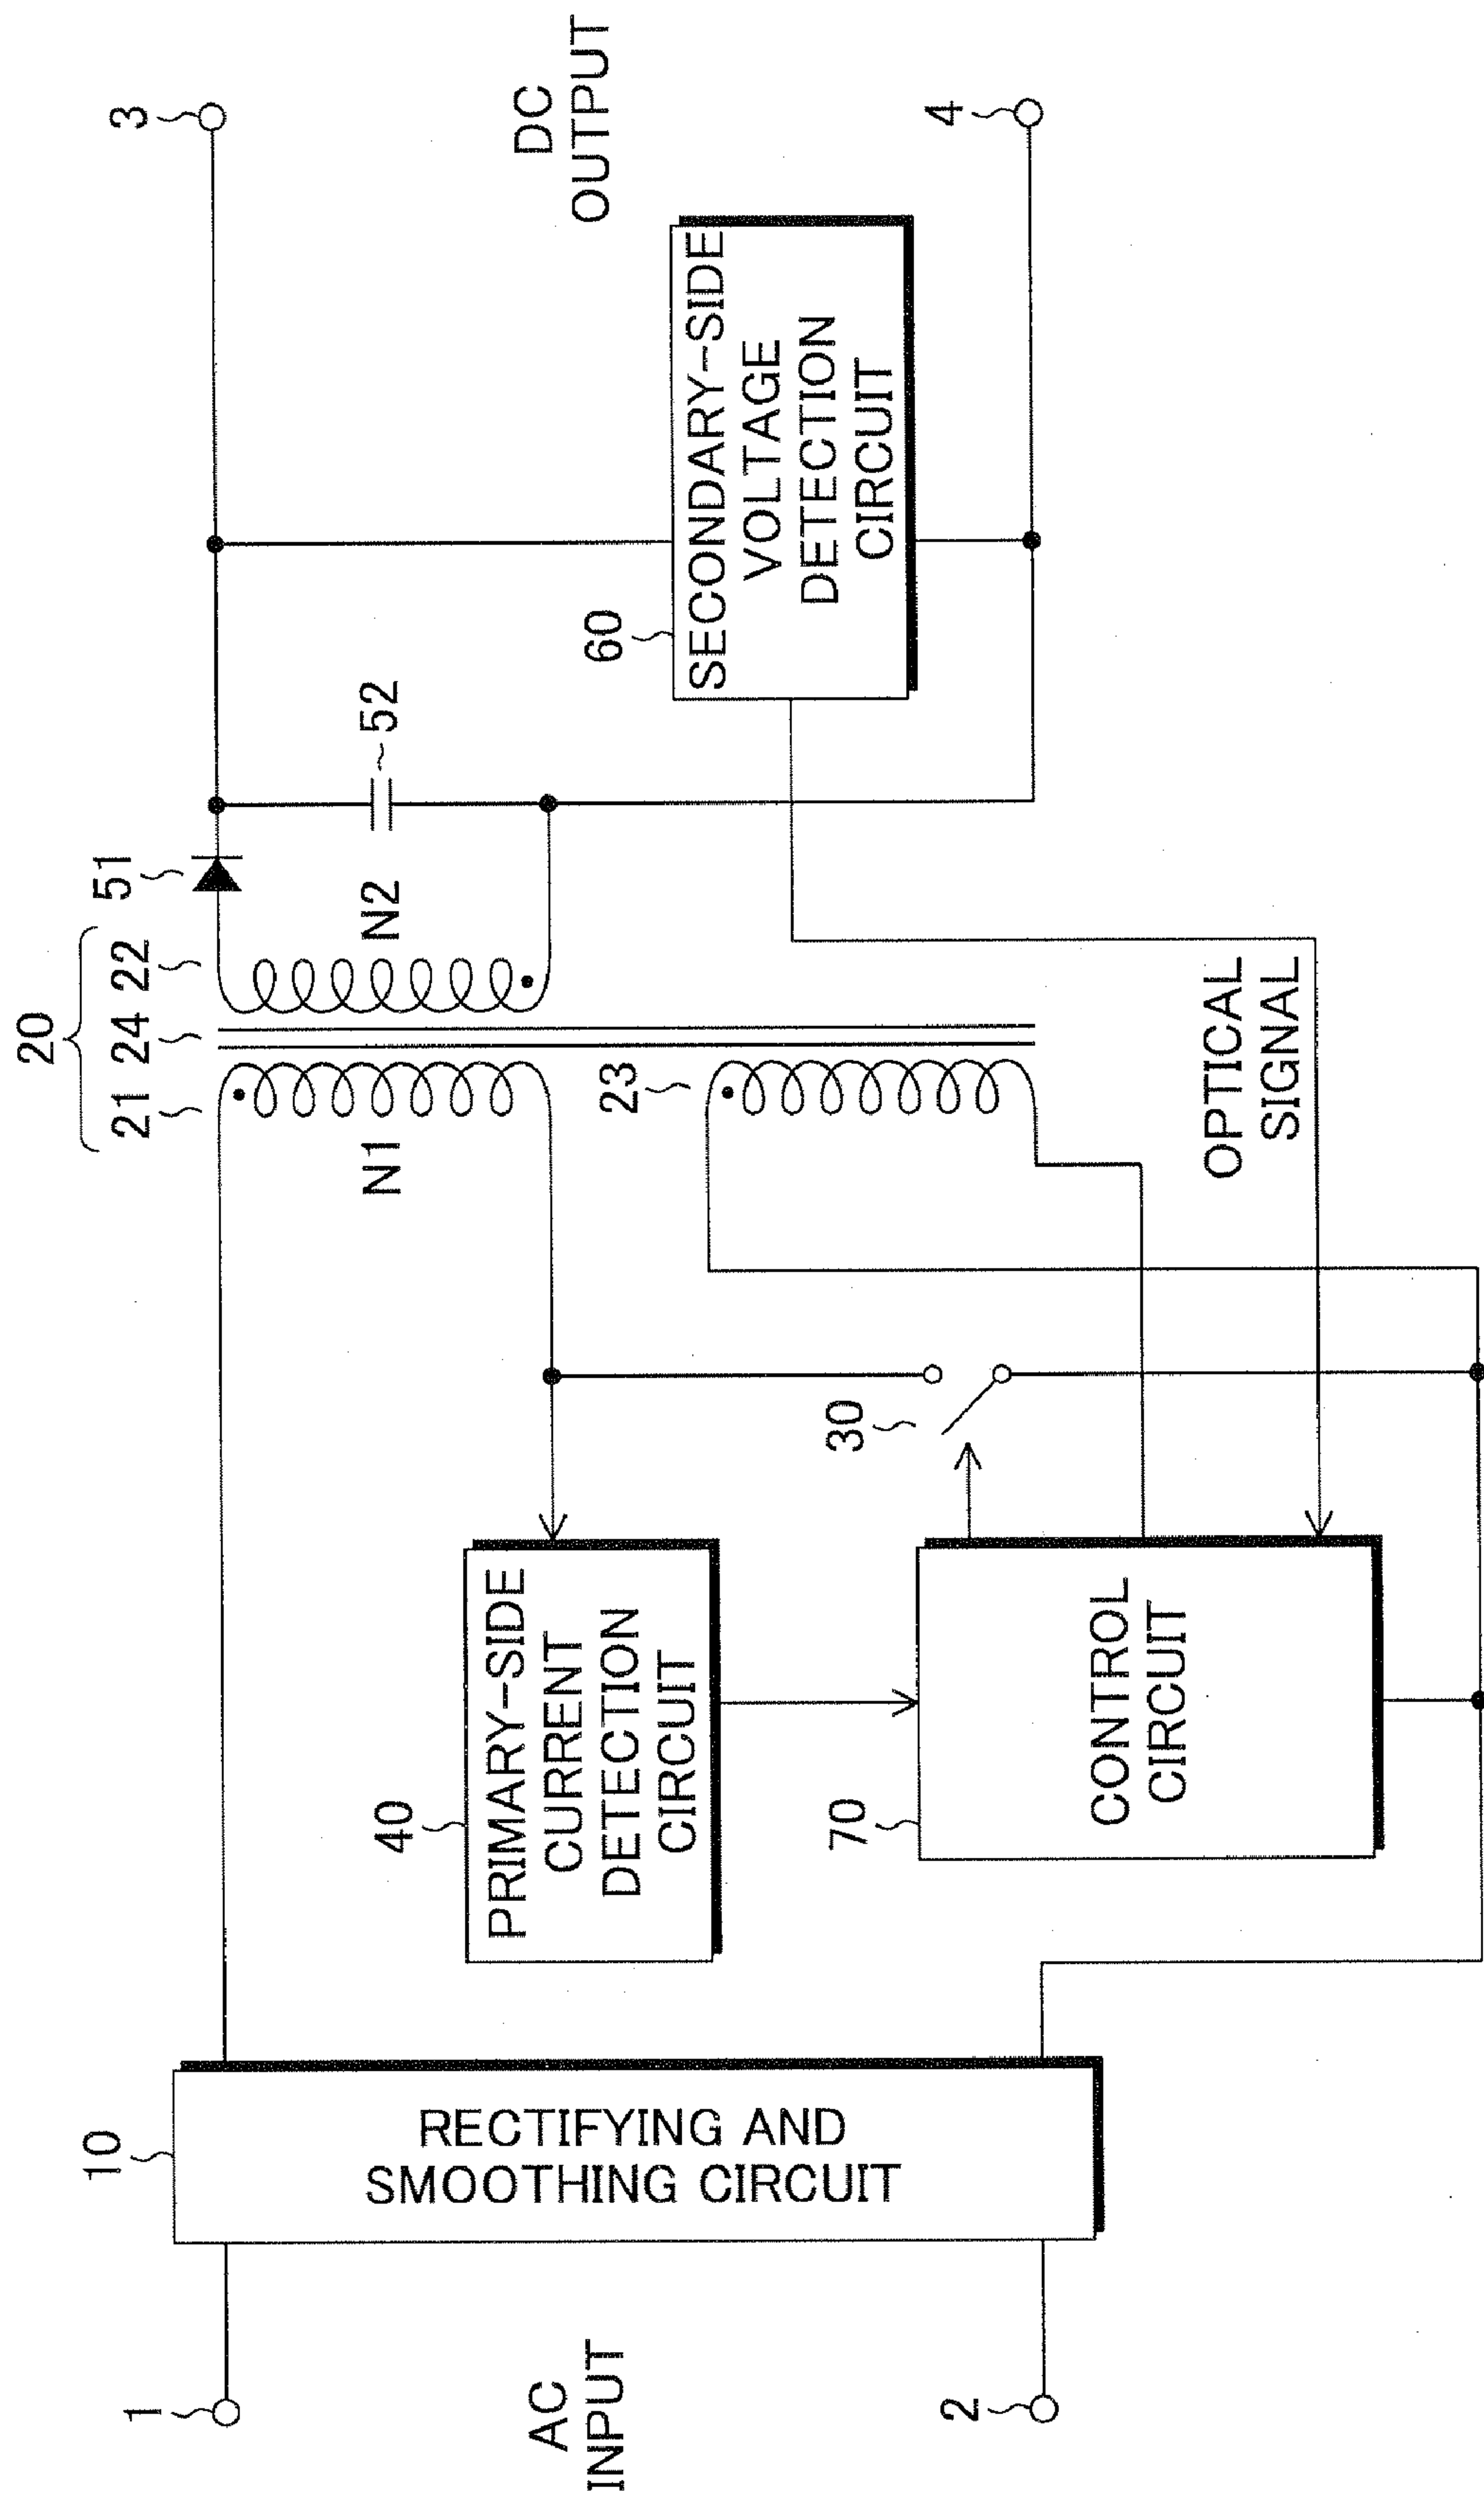 20
21
24
22
51
3
10
1
AC
INPUT
2
RECTIFYING AND
SMOOTHING CIRCUIT
40
PRIMARY-SIDE
CURRENT
DETECTION
CIRCUIT
N1
N2
52
DC
OUTPUT
23
30
60
SECONDARY-SIDE
VOLTAGE
DETECTION
CIRCUIT
4
70
CONTROL
CIRCUIT
OPTICAL
SIGNAL